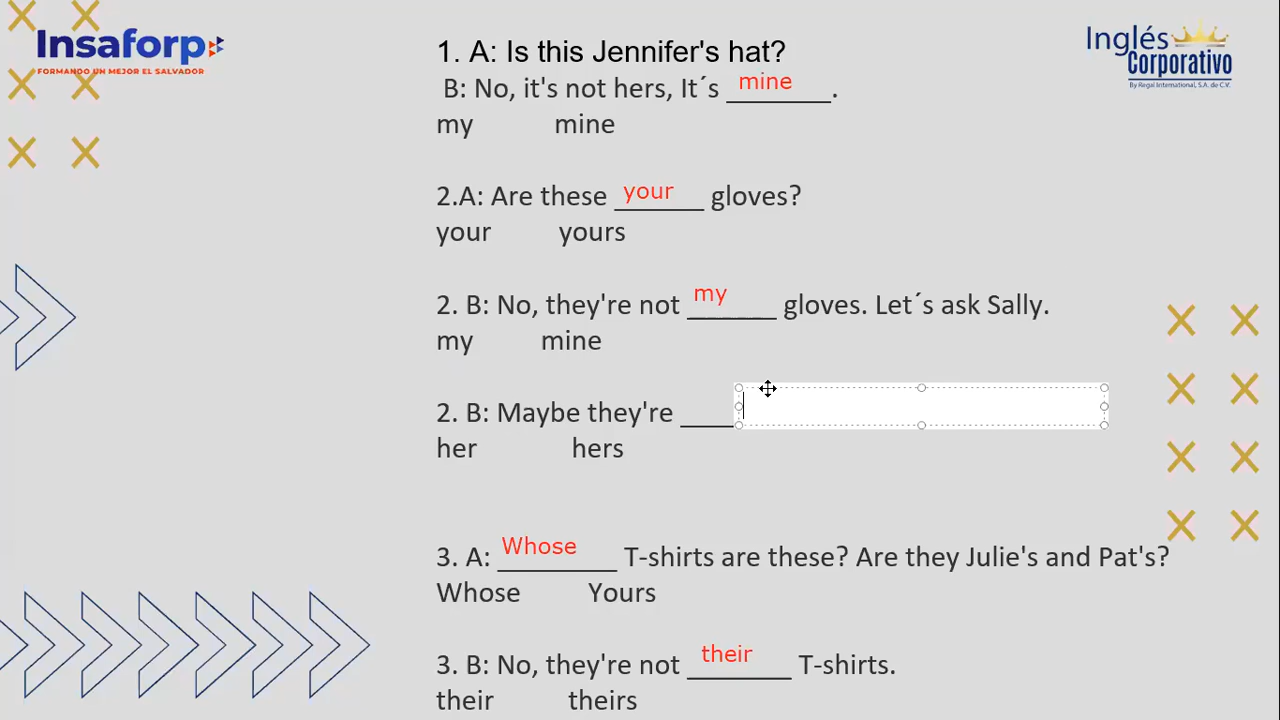 Insaforp
FORMANDO UN MEJOR EL SALVADOR
Inglés
Corporativo
By Regal International, S.A. de C.V.
1. A: Is this Jennifer's hat?
B: No, it's not hers, It´s mine.
my mine
2.A: Are these your gloves?
your yours
2. B: No, they're not my gloves. Let´s ask Sally.
my mine
2. B: Maybe they're ____
her hers
3. A: Whose T-shirts are these? Are they Julie's and Pat's?
Whose Yours
3. B: No, they're not their T-shirts.
their theirs